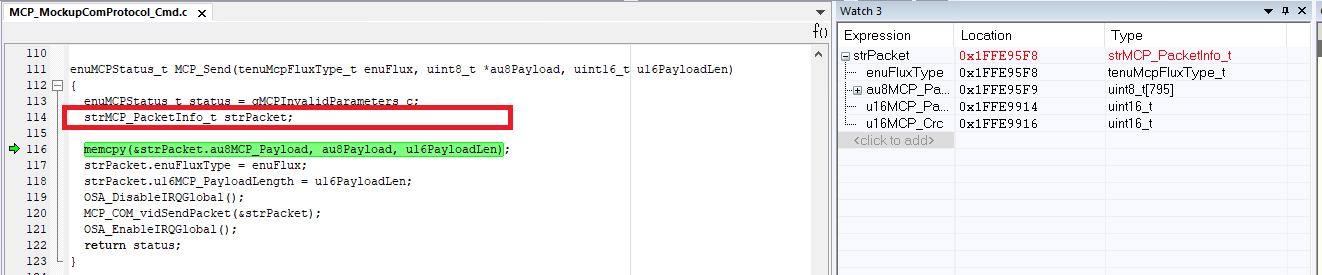 MCP_MockupComProtocol_Cmd.c
f()
110
111 enuMCPStatus_t MCP_Send(tenuMcpFluxType_t enuFlux, uint8_t *au8Payload, uint16_t u16PayloadLen)
112 {
113 enuMCPStatus_t status = gMCPInvalidParameters_c;
114 strMCP_PacketInfo_t strPacket;
115
116 memcpy(&strPacket.au8MCP_Payload, au8Payload, u16PayloadLen);
117 strPacket.enuFluxType = enuFlux;
118 strPacket.u16MCP_PayloadLength = u16PayloadLen;
119 OSA_DisableIRQGlobal();
120 MCP_COM_vidSendPacket(&strPacket);
121 OSA_EnableIRQGlobal();
122 return status;
123 }
Watch 3
Expression Location Type
strPacket 0x1FFE95F8 strMCP_PacketInfo_t
enuFluxType 0x1FFE95F8 tenuMcpFluxType_t
au8MCP_Pa... 0x1FFE95F9 uint8_t[795]
u16MCP_Pa... 0x1FFE9914 uint16_t
u16MCP_Crc 0x1FFE9916 uint16_t
<click to add>